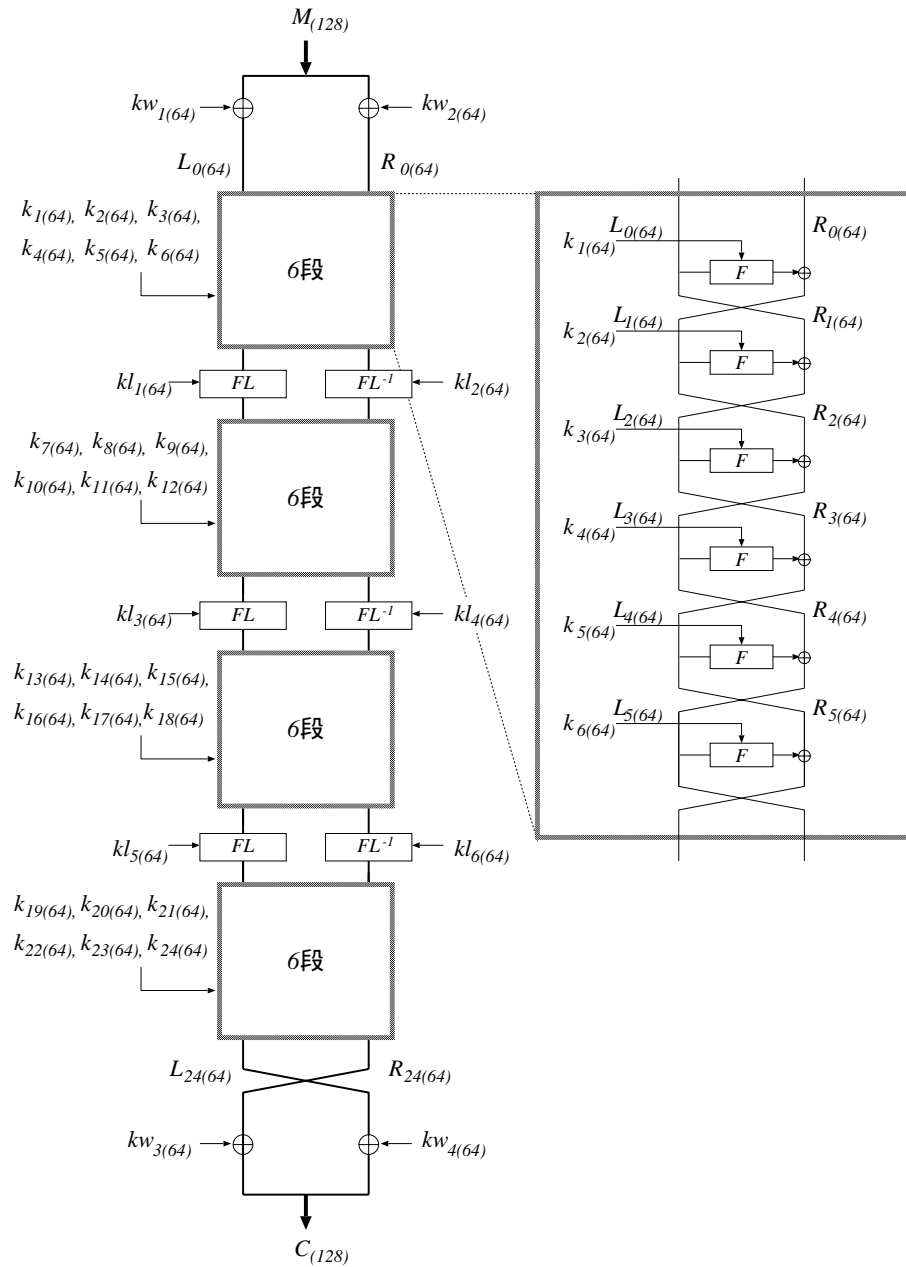 M(128)
kw1(64)
kw2(64)
L0(64)
R0(64)
k1(64), k2(64), k3(64),
k4(64), k5(64), k6(64)
6段
kl1(64)
FL
FL-1
kl2(64)
k7(64), k8(64), k9(64),
k10(64), k11(64), k12(64)
6段
kl3(64)
FL
FL-1
kl4(64)
k13(64), k14(64), k15(64),
k16(64), k17(64), k18(64)
6段
kl5(64)
FL
FL-1
kl6(64)
k19(64), k20(64), k21(64),
k22(64), k23(64), k24(64)
6段
L24(64)
R24(64)
kw3(64)
kw4(64)
C(128)
L0(64)
R0(64)
k1(64)
F
L1(64)
R1(64)
k2(64)
F
L2(64)
R2(64)
k3(64)
F
L3(64)
R3(64)
k4(64)
F
L4(64)
R4(64)
k5(64)
F
L5(64)
R5(64)
k6(64)
F